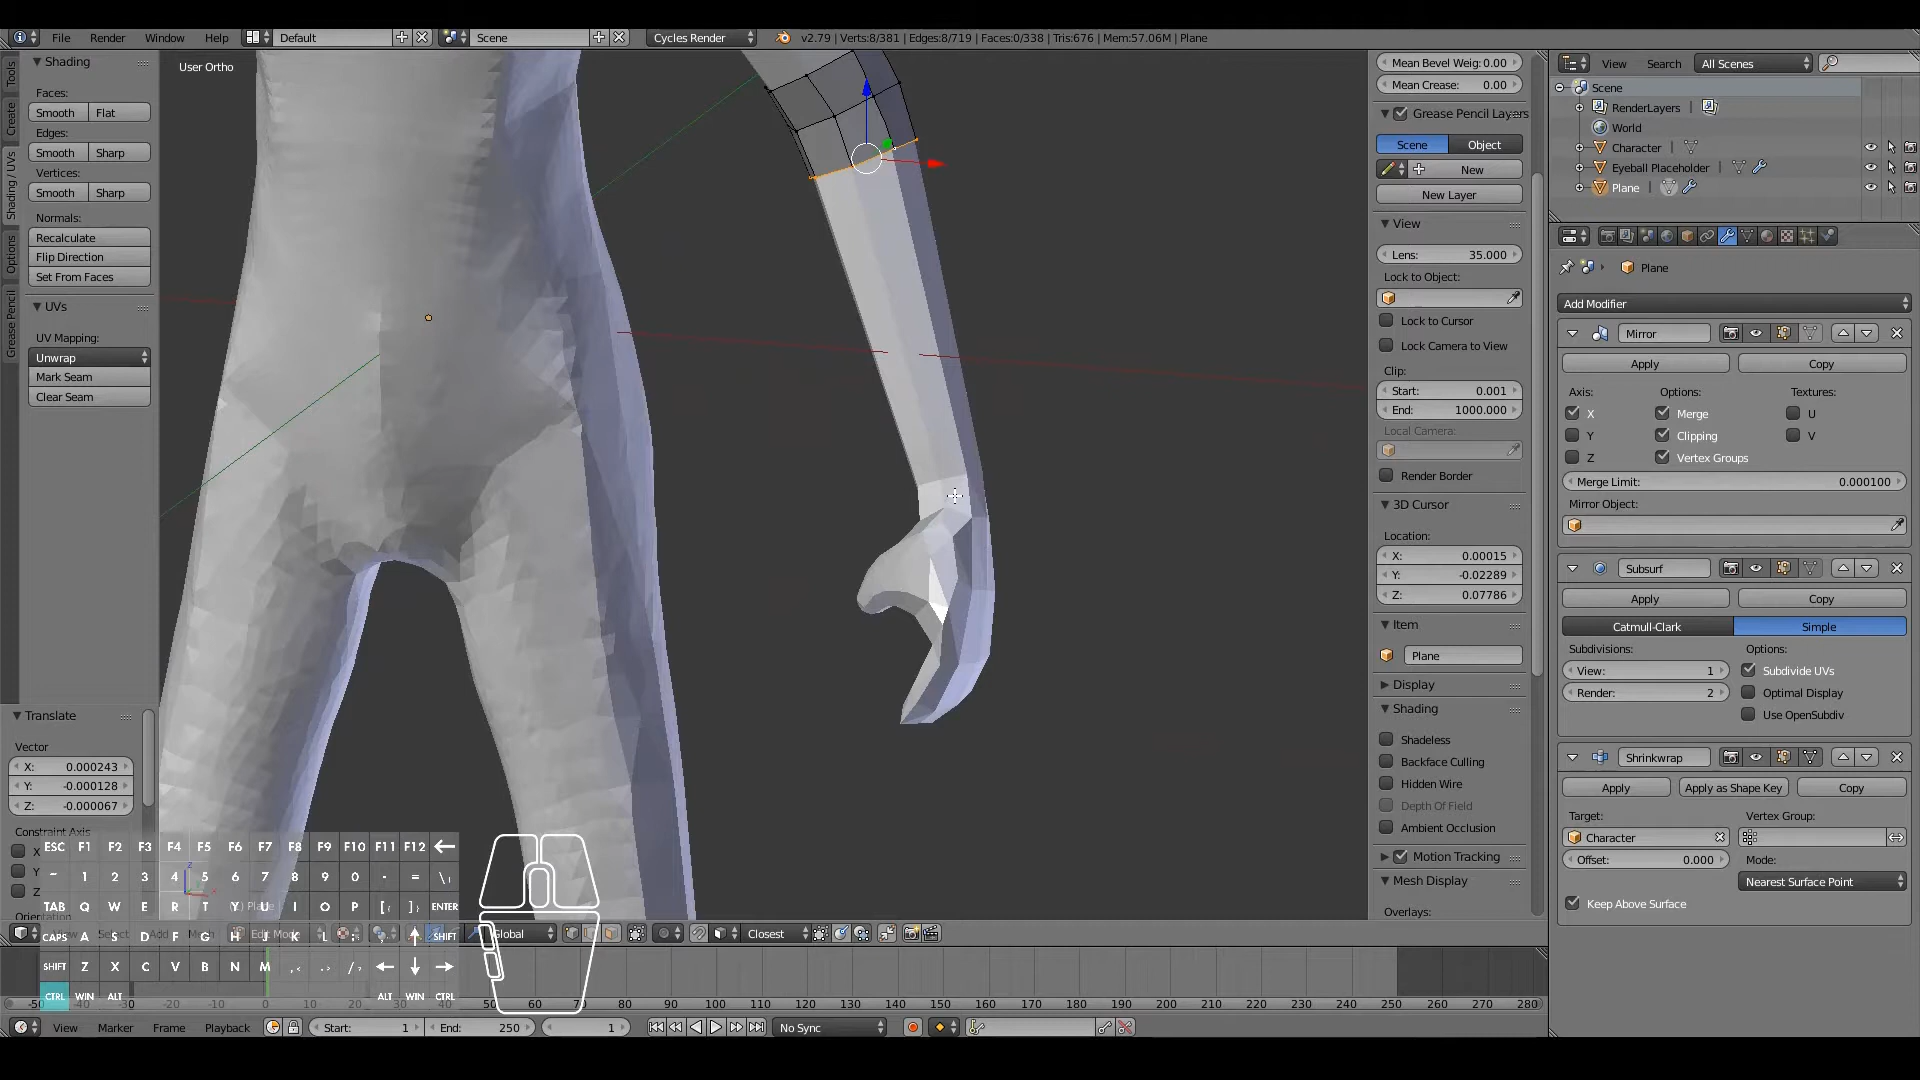 File Render Window Help Default Scene Cycles Render v2.79 | Verts:8/381 | Edges:8/719 | Faces:0/338 | Tris:676 | Mem:57.06M | Plane
Tools
Create
Shading / UVs
Options
Grease Pencil
Shading
Faces:
Smooth Flat
Edges:
Smooth Sharp
Vertices:
Smooth Sharp
Normals:
Recalculate
Flip Direction
Set From Faces
UVs
UV Mapping:
Unwrap
Mark Seam
Clear Seam
Translate
Vector
X: 0.000243
Y: -0.000128
Z: -0.000067
Constraint Axis
X
Y
Z
Orientation
User Ortho
ESC F1 F2 F3 F4 F5 F6 F7 F8 F9 F10 F11 F12
~ 1 2 3 4 5 6 7 8 9 0 - = \
TAB Q W E R T Y U I O P [ ] ENTER
CAPS A S D F G H J K L ; SHIFT
SHIFT Z X C V B N M , . /
CTRL WIN ALT ALT WIN CTRL
Edit Mode Global Closest
Mean Bevel Weig: 0.00
Mean Crease: 0.00
Grease Pencil Layers
Scene Object
New
New Layer
View
Lens: 35.000
Lock to Object:
Lock to Cursor
Lock Camera to View
Clip:
Start: 0.001
End: 1000.000
Local Camera:
Render Border
3D Cursor
Location:
X: 0.00015
Y: -0.02289
Z: 0.07786
Item
Plane
Display
Shading
Shadeless
Backface Culling
Hidden Wire
Depth Of Field
Ambient Occlusion
Motion Tracking
Mesh Display
Overlays:
View Search All Scenes
Scene
RenderLayers
World
Character
Eyeball Placeholder
Plane
Plane
Add Modifier
Mirror
Apply Copy
Axis: Options: Textures:
X Merge U
Y Clipping V
Z Vertex Groups
Merge Limit: 0.000100
Mirror Object:
Subsurf
Apply Copy
Catmull-Clark Simple
Subdivisions: Options:
View: 1 Subdivide UVs
Render: 2 Optimal Display
Use OpenSubdiv
Shrinkwrap
Apply Apply as Shape Key Copy
Target: Vertex Group:
Character
Offset: 0.000 Mode:
Nearest Surface Point
Keep Above Surface
-50 -20 -10 0 10 20 50 60 70 80 90 100 110 120 130 140 150 160 170 180 190 200 210 220 230 240 250 260 270 280
View Marker Frame Playback Start: 1 End: 250 1 No Sync